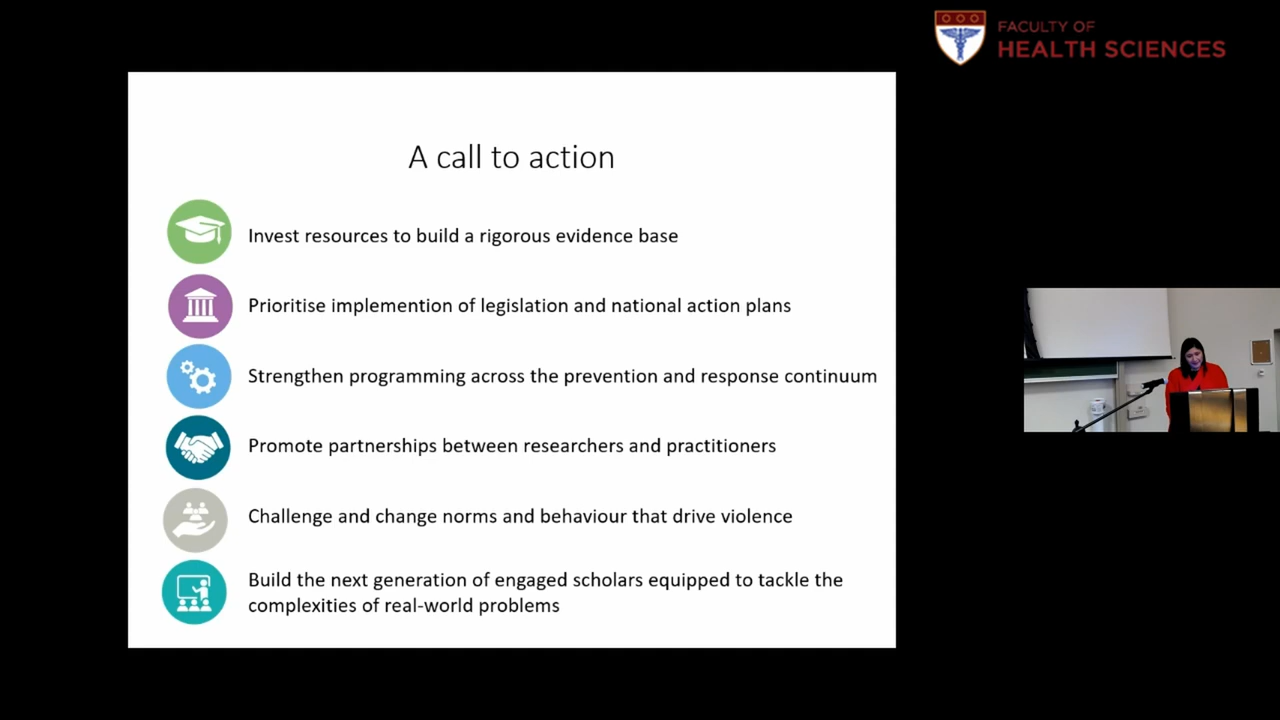 FACULTY OF
HEALTH SCIENCES
A call to action
Invest resources to build a rigorous evidence base
Prioritise implemention of legislation and national action plans
Strengthen programming across the prevention and response continuum
Promote partnerships between researchers and practitioners
Challenge and change norms and behaviour that drive violence
Build the next generation of engaged scholars equipped to tackle the
complexities of real-world problems